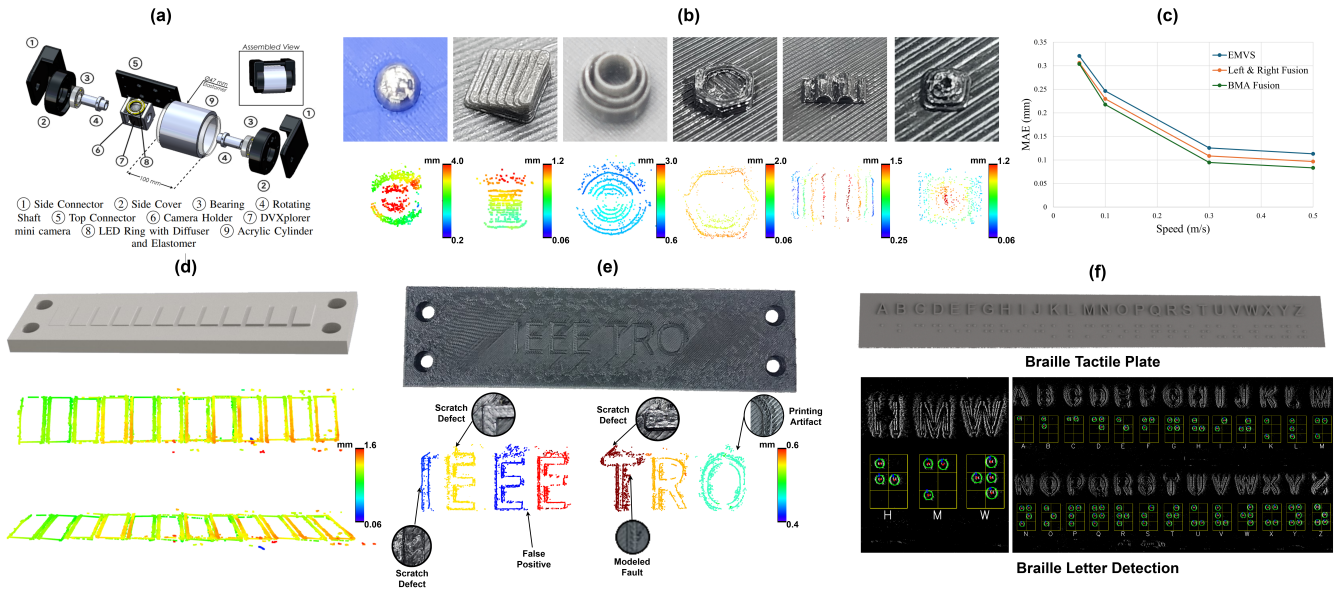 (a)
Assembled View
① ⑤ ③ ④ ② ⑥ ⑦ ⑧ ⑨ ④ ③ ② ①
Ø47 mm
100 mm
① Side Connector ② Side Cover ③ Bearing ④ Rotating
Shaft ⑤ Top Connector ⑥ Camera Holder ⑦ DVXplorer
mini camera ⑧ LED Ring with Diffuser ⑨ Acrylic Cylinder
and Elastomer
(b)
mm 4.0 0.2
mm 1.2 0.06
mm 3.0 0.06
mm 2.0 0.06
mm 1.5 0.25
mm 1.2 0.06
(c)
EMVS
Left & Right Fusion
BMA Fusion
MAE (mm)
0.35
0.3
0.25
0.2
0.15
0.1
0.05
0
0 0.1 0.2 0.3 0.4 0.5
Speed (m/s)
(d)
mm
1.6
0.06
(e)
IEEE TRO
Scratch
Defect
Scratch
Defect
Printing
Artifact
mm
0.6
0.4
IEEE TRO
Scratch
Defect
False
Positive
Modeled
Fault
(f)
A B C D E F G H I J K L M N O P Q R S T U V W X Y Z
Braille Tactile Plate
H M W
H M W
A B C D E F G H I J K L M
A B C D E F G H I J K L M
N O P Q R S T U V W X Y Z
N O P Q R S T U V W X Y Z
Braille Letter Detection